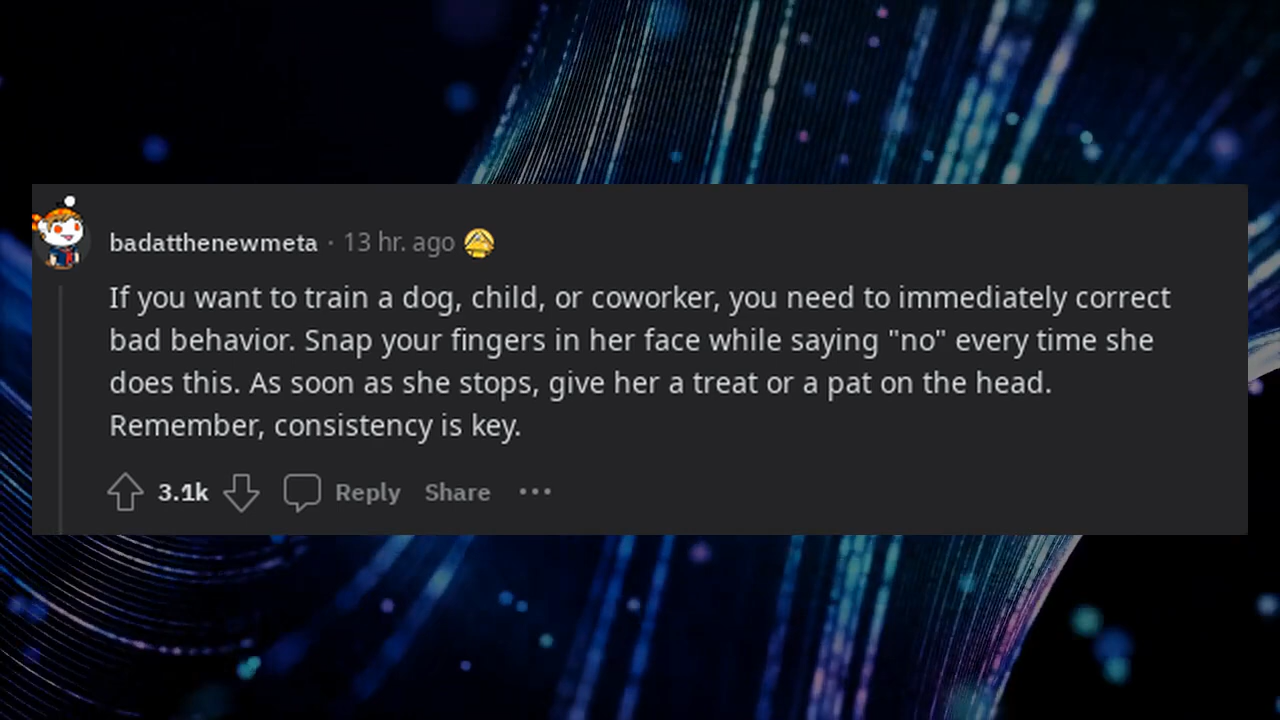 badatthenewmeta · 13 hr. ago
If you want to train a dog, child, or coworker, you need to immediately correct
bad behavior. Snap your fingers in her face while saying "no" every time she
does this. As soon as she stops, give her a treat or a pat on the head.
Remember, consistency is key.
3.1k Reply Share •••